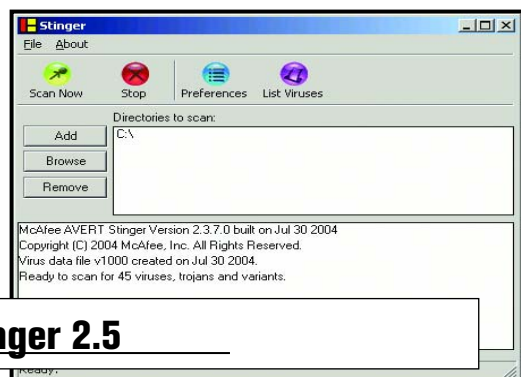 Stinger
File About
Scan Now Stop Preferences List Viruses
Directories to scan:
Add
C:\
Browse
Remove
McAfee AVERT Stinger Version 2.3.7.0 built on Jul 30 2004
Copyright (C) 2004 McAfee, Inc. All Rights Reserved.
Virus data file v1000 created on Jul 30 2004.
Ready to scan for 45 viruses, trojans and variants.
nger 2.5